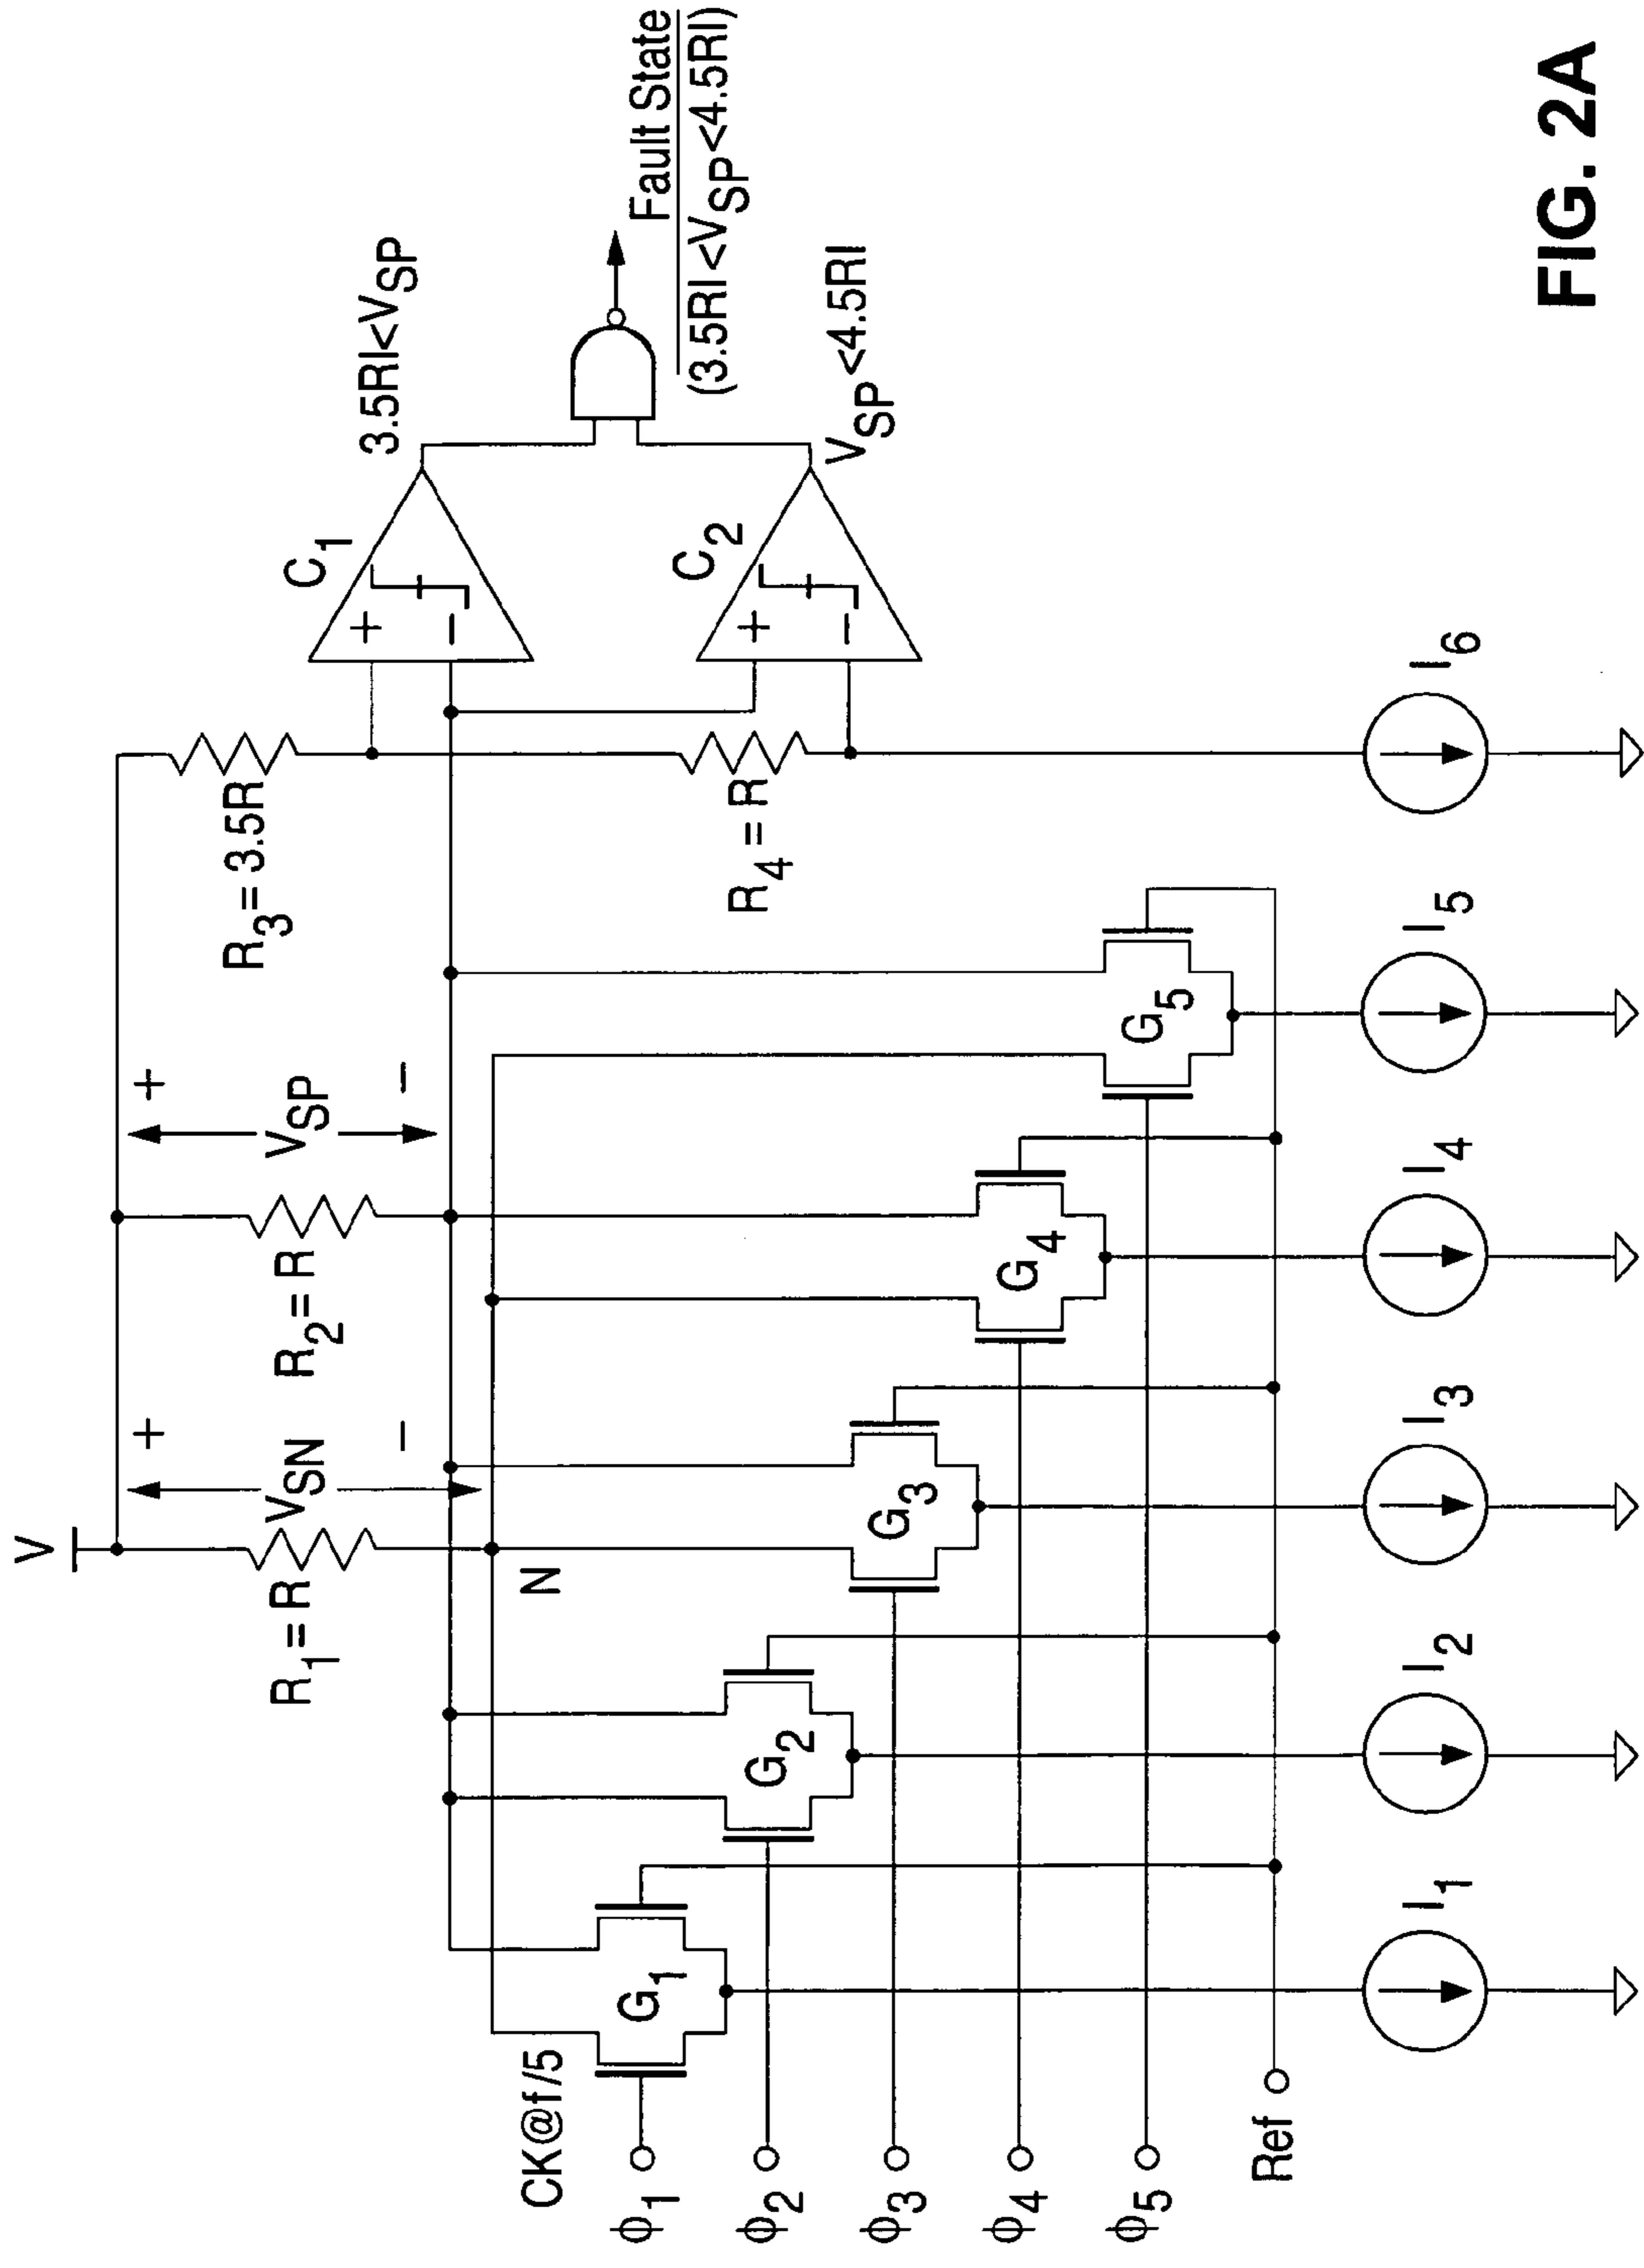 V
R1=R
VSN
+
−
R2=R
VSP
+
−
R3=3.5R
N
C1
+
−
3.5RI<VSP
Fault State
(3.5RI<VSP<4.5RI)
C2
+
−
VSP<4.5RI
R4=R
CK@f/5
ϕ1
ϕ2
ϕ3
ϕ4
ϕ5
Ref
G1
G2
G3
G4
G5
I1
I2
I3
I4
I5
I6
FIG. 2A